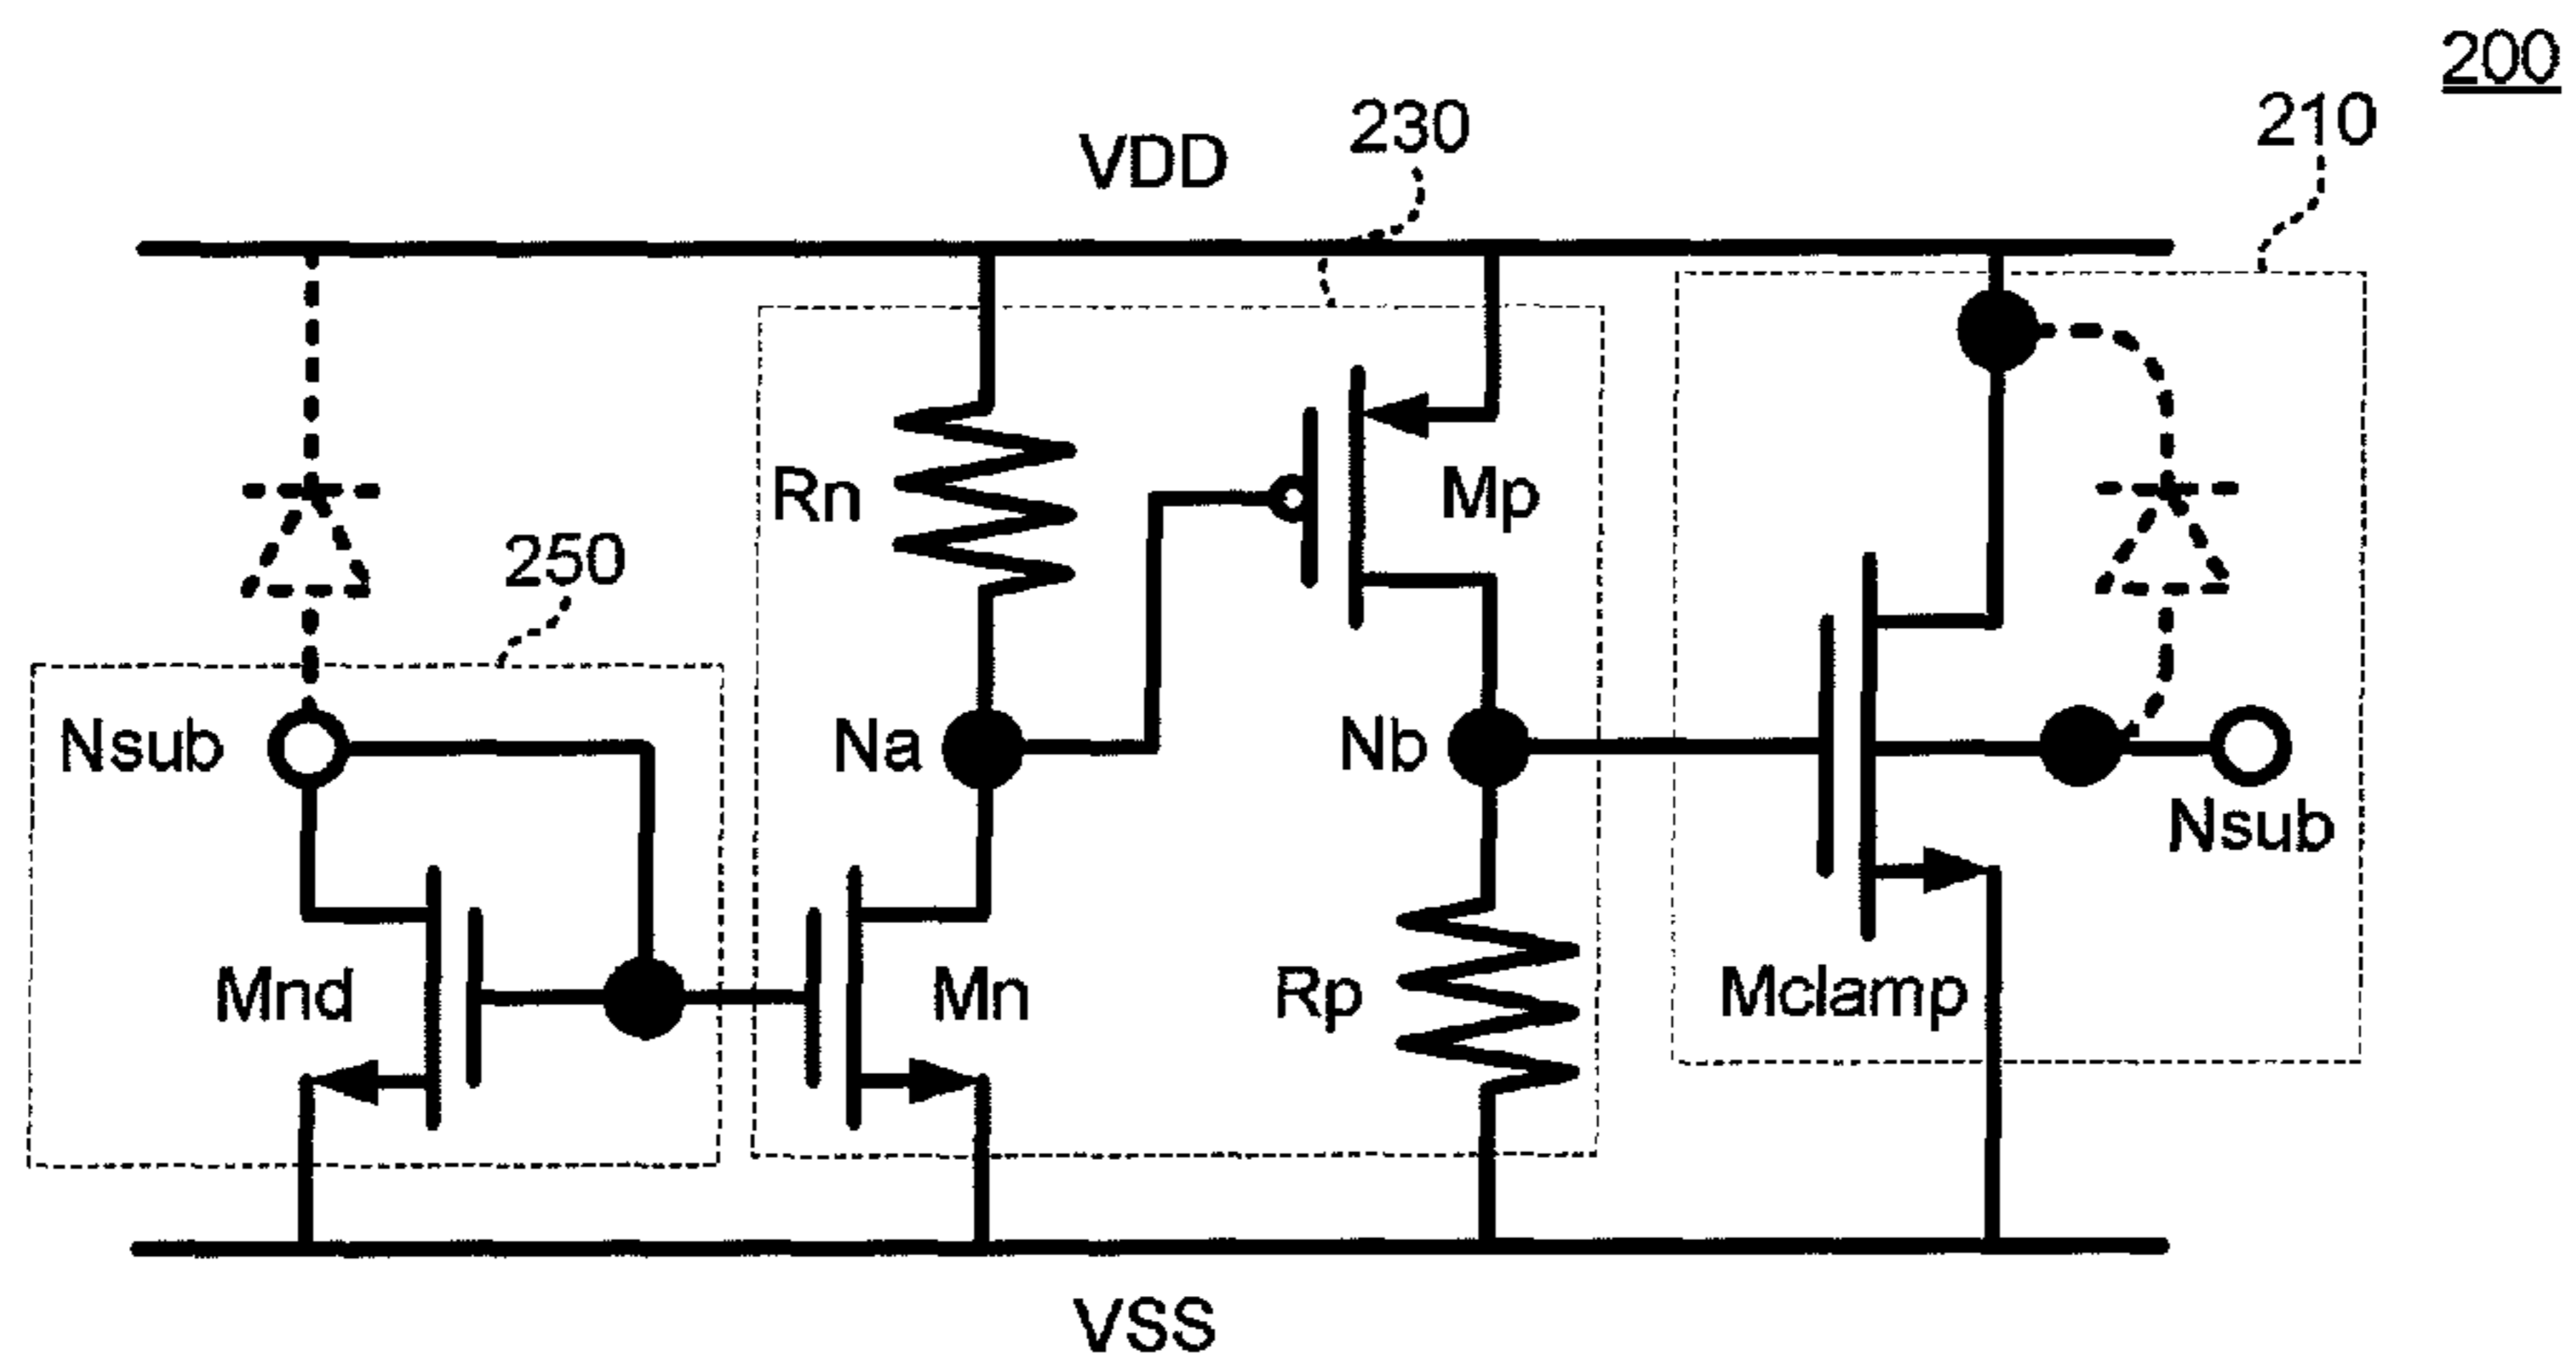 200
210
230
VDD
Rn
Mp
250
Nsub
Na
Nb
Nsub
Mnd
Mn
Rp
Mclamp
VSS